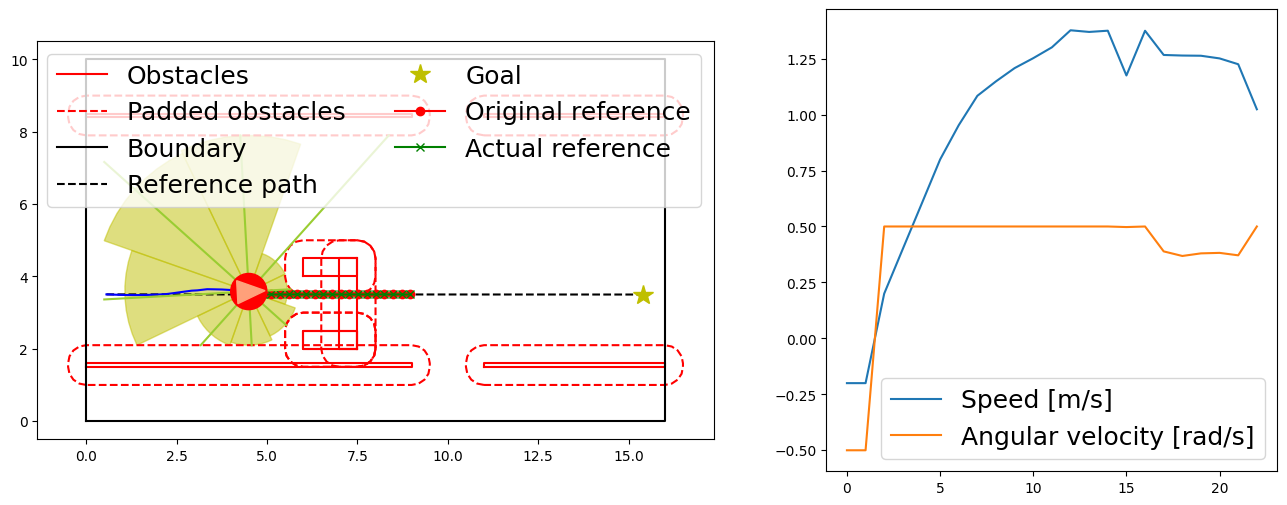 10
8
6
4
2
0
0.0 2.5 5.0 7.5 10.0 12.5 15.0
Obstacles
Padded obstacles
Boundary
Reference path
Goal
Original reference
Actual reference
1.25
1.00
0.75
0.50
0.25
0.00
−0.25
−0.50
0 5 10 15 20
Speed [m/s]
Angular velocity [rad/s]